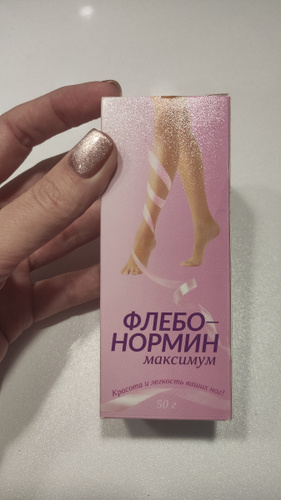 ФЛЕБО-
НОРМИН
максимум
Красота и легкость ваших ног!
50 г